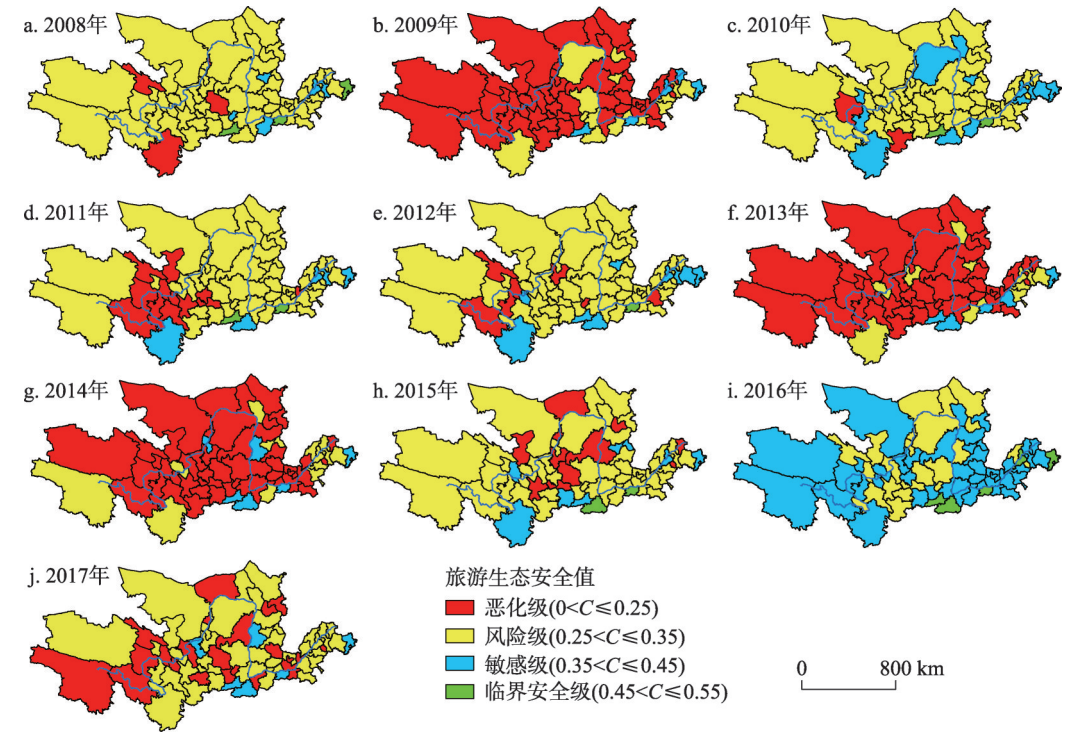 a. 2008年
b. 2009年
c. 2010年
d. 2011年
e. 2012年
f. 2013年
g. 2014年
h. 2015年
i. 2016年
j. 2017年
旅游生态安全值
恶化级(0<C≤0.25)
风险级(0.25<C≤0.35)
敏感级(0.35<C≤0.45)
临界安全级(0.45<C≤0.55)
0 800 km